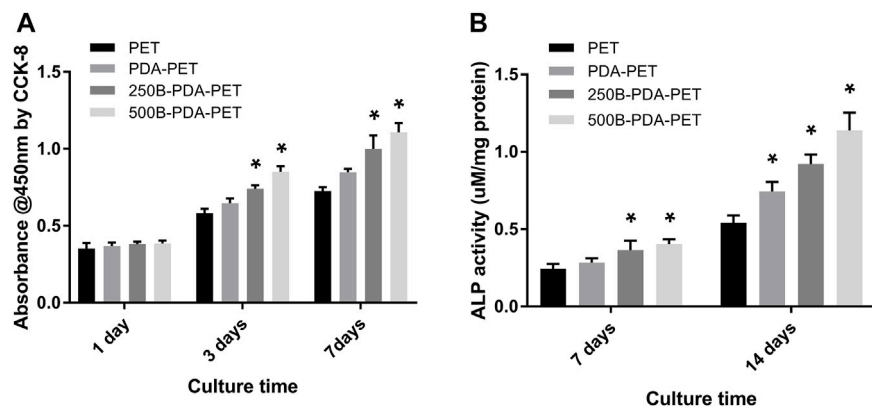 A
PET
PDA-PET
250B-PDA-PET
500B-PDA-PET
Absorbance @450nm by CCK-8
1.5
1.0
0.5
0.0
* * * *
1 day
3 days
7days
Culture time
B
PET
PDA-PET
250B-PDA-PET
500B-PDA-PET
ALP activity (uM/mg protein)
1.5
1.0
0.5
0.0
* * * * *
7 days
14 days
Culture time